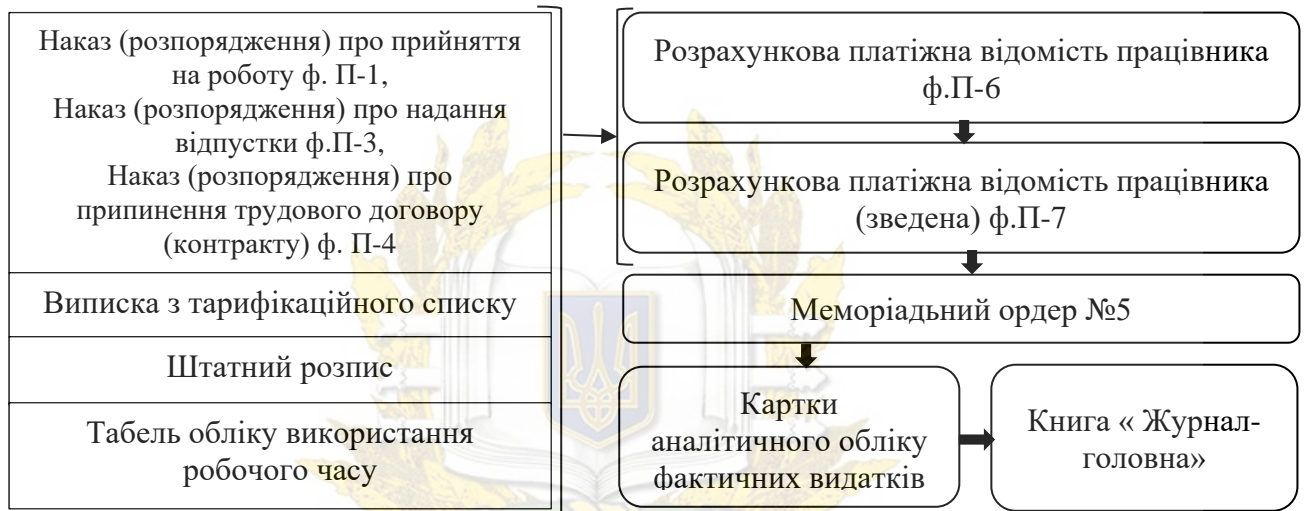 Наказ (розпорядження) про прийняття
на роботу ф. П-1,
Наказ (розпорядження) про надання
відпустки ф.П-3,
Наказ (розпорядження) про
припинення трудового договору
(контракту) ф. П-4
Виписка з тарифікаційного списку
Штатний розпис
Табель обліку використання
робочого часу
Розрахункова платіжна відомість працівника
ф.П-6
Розрахункова платіжна відомість працівника
(зведена) ф.П-7
Меморіадьний ордер №5
Картки
аналітичного обліку
фактичних видатків
Книга « Журнал-
головна»